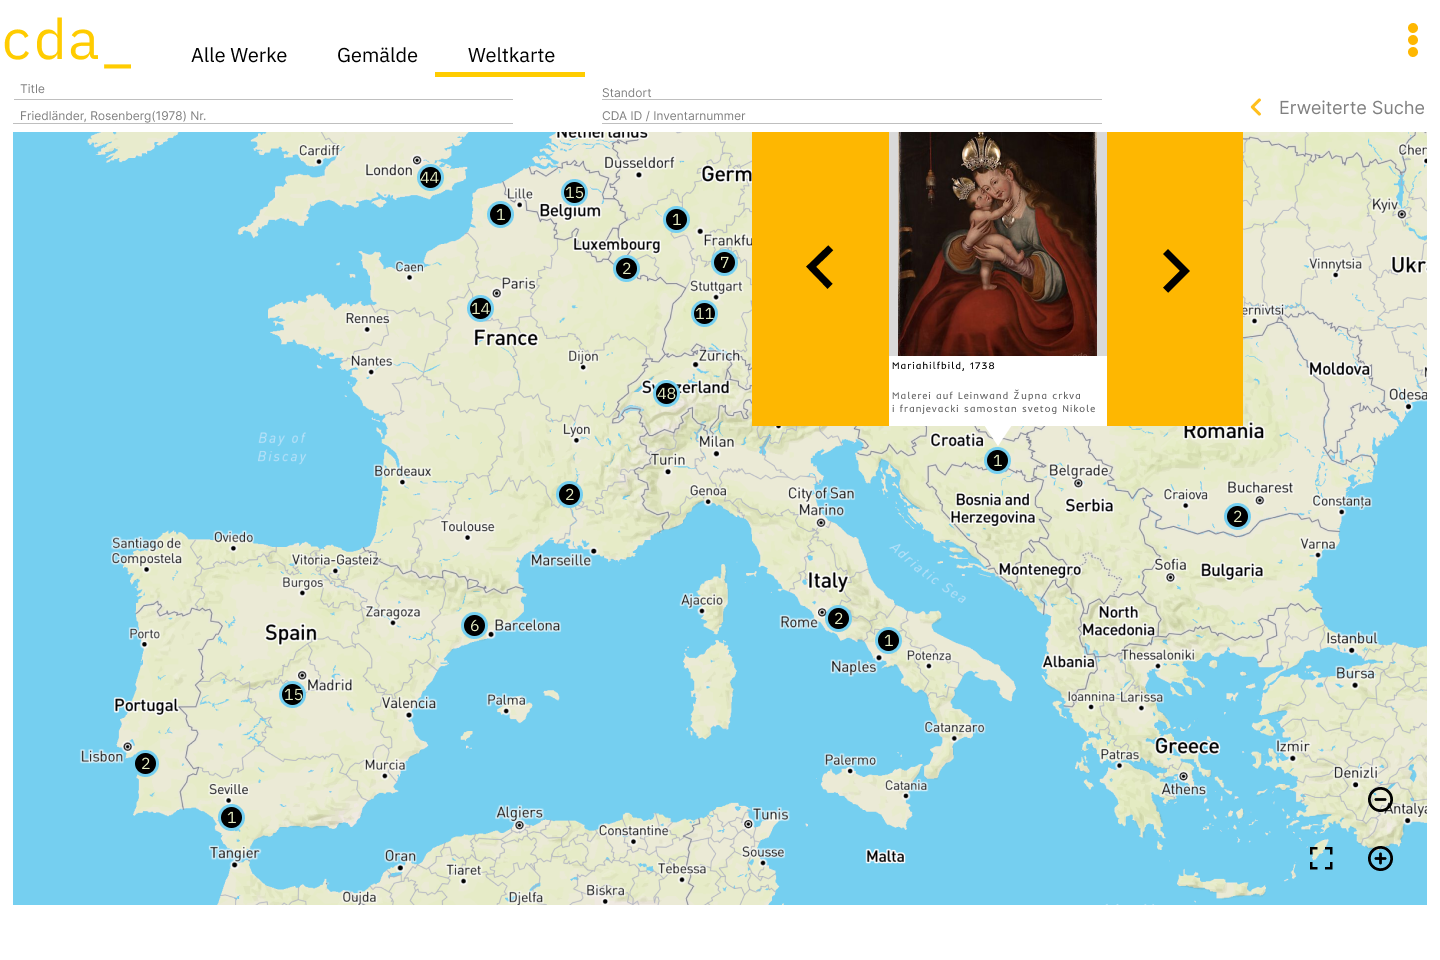 cda_
Alle Werke
Gemälde
Weltkarte
Title
Standort
Friedländer, Rosenberg(1978) Nr.
CDA ID / Inventarnummer
Erweiterte Suche
Netherlands
Cardiff
London
44
Dusseldorf
Germ
Lille
15
Belgium
1
1
Luxembourg
Frankfu
2
7
Caen
Paris
Stuttgart
14
11
Rennes
France
Nantes
Dijon
Zurich
Switzerland
48
Mariahilfbild, 1738
Malerei auf Leinwand Župna crkva
i franjevacki samostan svetog Nikole
Cher
Kyiv
Vinnytsia
Ukr
ernivtsi
Moldova
Odesa
Romania
Bay of
Biscay
Lyon
Milan
Turin
Croatia
1
Bordeaux
2
Genoa
City of San
Marino
Belgrade
Bosnia and
Herzegovina
Serbia
Craiova
Bucharest
2
Constanța
Toulouse
Marseille
Santiago de
Compostela
Oviedo
Vitoria-Gasteiz
Burgos
Adriatic Sea
Montenegro
Sofia
Bulgaria
Varna
Italy
Ajaccio
Zaragoza
6
Barcelona
Rome
2
1
Naples
Potenza
North
Macedonia
Porto
Spain
Albania
Thessaloniki
Istanbul
Bursa
Madrid
15
Portugal
Valencia
Palma
Ioannina
Larissa
Catanzaro
Lisbon
2
Murcia
Palermo
Catania
Patras
Greece
Athens
Izmir
Denizli
Antalya
Seville
1
Tangier
Algiers
Constantine
Tunis
Oran
Tiaret
Sousse
Tebessa
Malta
Oujda
Djelfa
Biskra